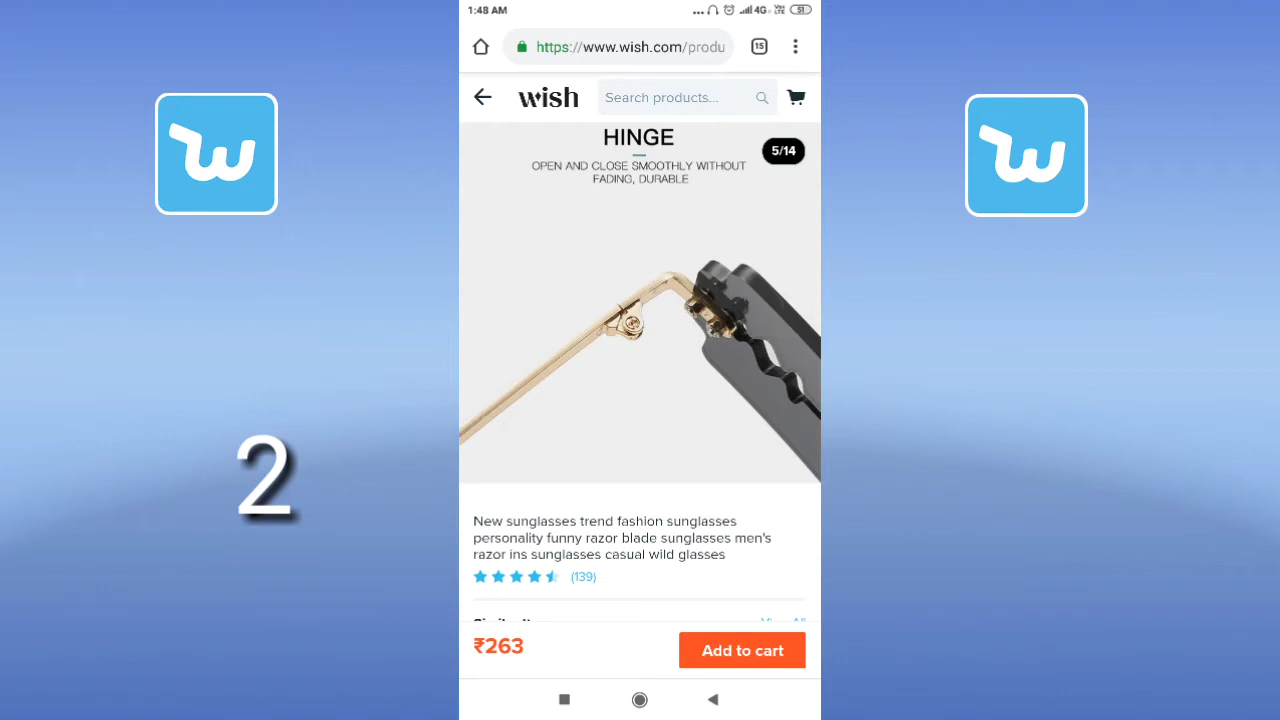 1:48 AM
4G
VoLTE
51
https://www.wish.com/produ
15
wish
Search products...
HINGE
5/14
OPEN AND CLOSE SMOOTHLY WITHOUT
FADING, DURABLE
2
New sunglasses trend fashion sunglasses
personality funny razor blade sunglasses men's
razor ins sunglasses casual wild glasses
(139)
₹263
Add to cart